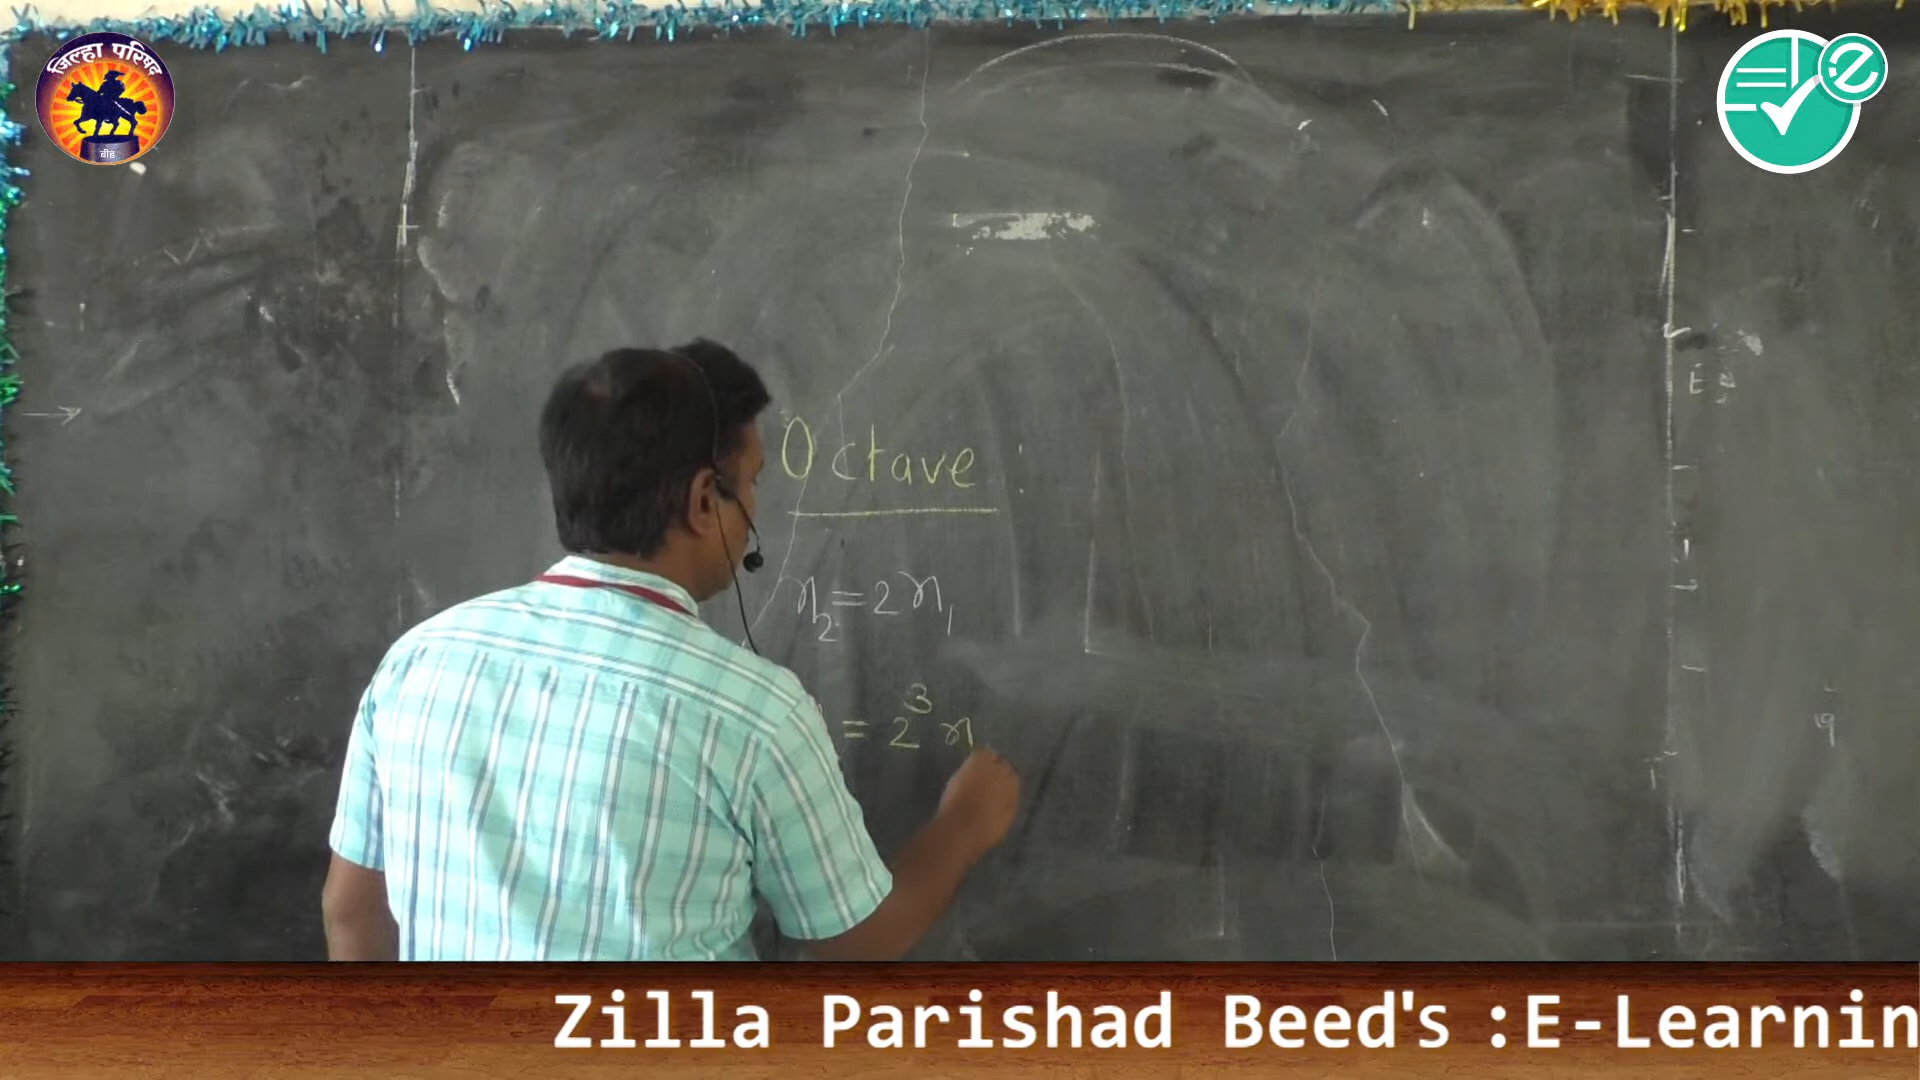 जिल्हा परिषद
बीड
Octave :
n₂ = 2n₁
= 2³ n
Zilla Parishad Beed's :E-Learnin